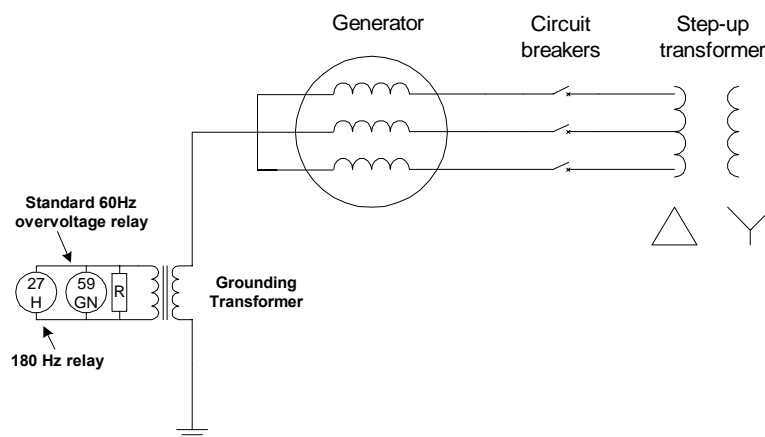 Generator
Circuit
breakers
Step-up
transformer
Standard 60Hz
overvoltage relay
27
H
59
GN
R
Grounding
Transformer
180 Hz relay